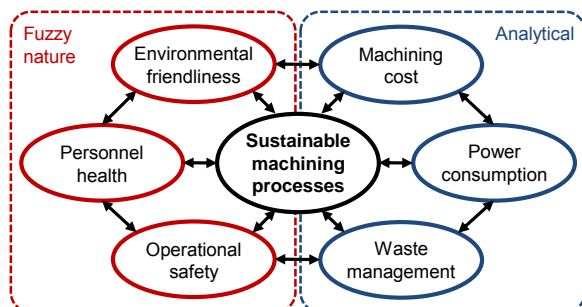 Fuzzy
nature
Analytical
Environmental
friendliness
Machining
cost
Personnel
health
Sustainable
machining
processes
Power
consumption
Operational
safety
Waste
management